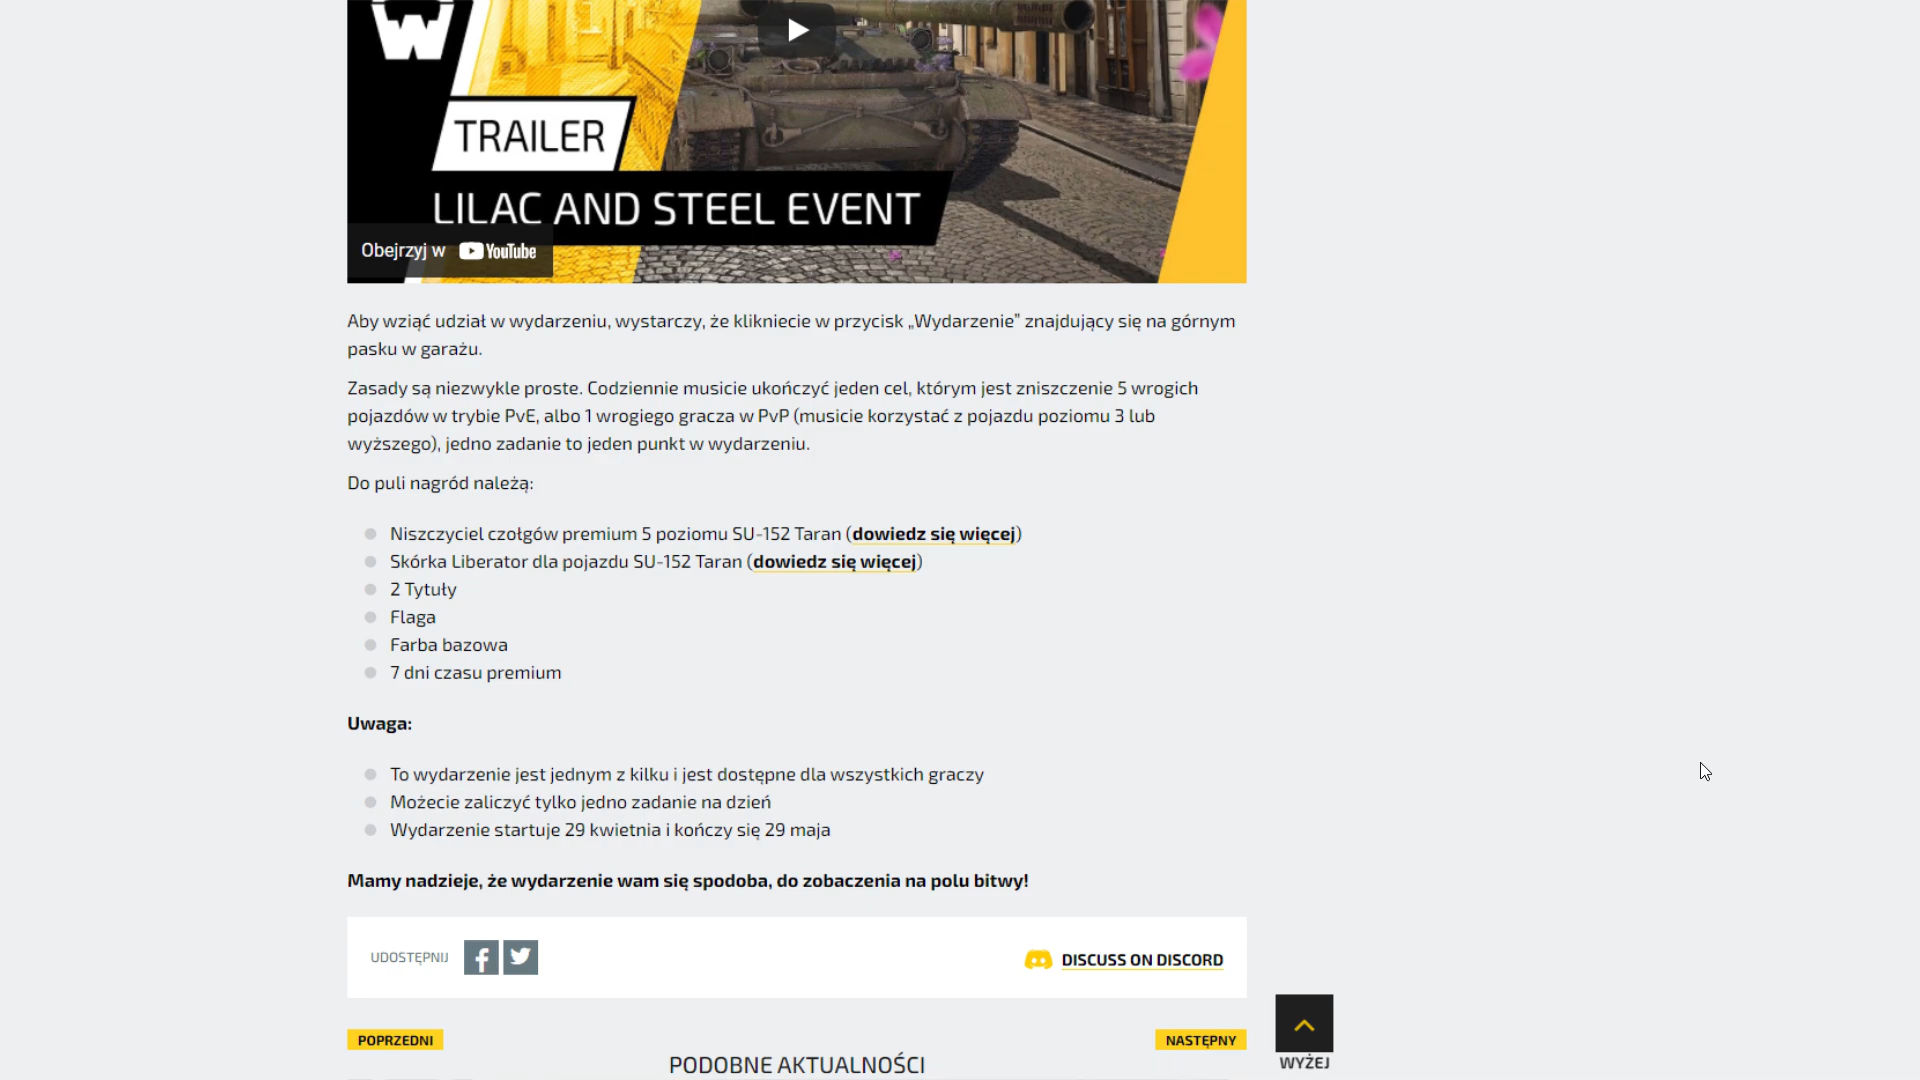 TRAILER
LILAC AND STEEL EVENT
Obejrzyj w YouTube
Aby wziąć udział w wydarzeniu, wystarczy, że klikniecie w przycisk „Wydarzenie” znajdujący się na górnym
pasku w garażu.
Zasady są niezwykle proste. Codziennie musicie ukończyć jeden cel, którym jest zniszczenie 5 wrogich
pojazdów w trybie PvE, albo 1 wrogiego gracza w PvP (musicie korzystać z pojazdu poziomu 3 lub
wyższego), jedno zadanie to jeden punkt w wydarzeniu.
Do puli nagród należą:
Niszczyciel czołgów premium 5 poziomu SU-152 Taran (dowiedz się więcej)
Skórka Liberator dla pojazdu SU-152 Taran (dowiedz się więcej)
2 Tytuły
Flaga
Farba bazowa
7 dni czasu premium
Uwaga:
To wydarzenie jest jednym z kilku i jest dostępne dla wszystkich graczy
Możecie zaliczyć tylko jedno zadanie na dzień
Wydarzenie startuje 29 kwietnia i kończy się 29 maja
Mamy nadzieje, że wydarzenie wam się spodoba, do zobaczenia na polu bitwy!
UDOSTĘPNIJ
DISCUSS ON DISCORD
POPRZEDNI
NASTĘPNY
PODOBNE AKTUALNOŚCI
WYŻEJ